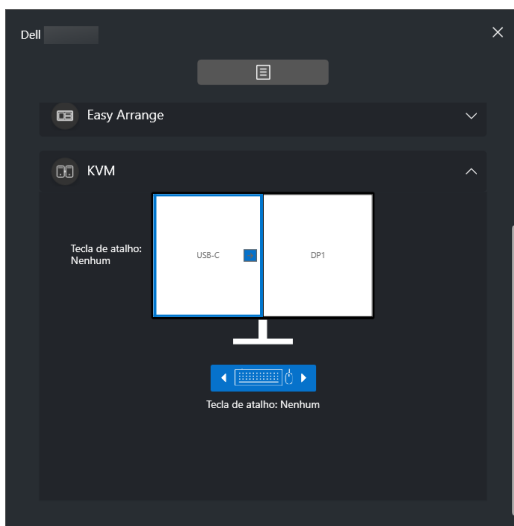 Dell
Easy Arrange
KVM
Tecla de atalho:
Nenhum
USB-C
DP1
Tecla de atalho: Nenhum